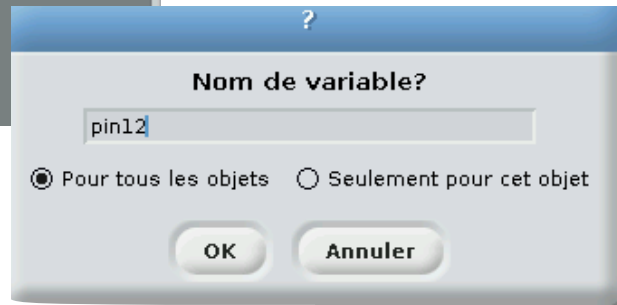 ?
Nom de variable?
pin12
Pour tous les objets Seulement pour cet objet
OK Annuler